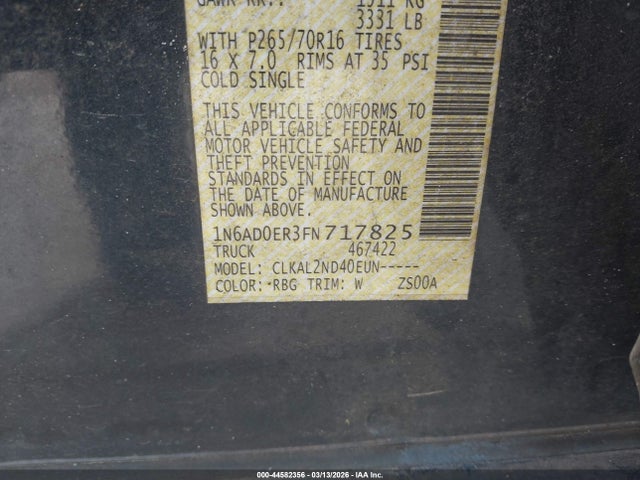 GAWR RR.: 1511 KG
3331 LB
WITH P265/70R16 TIRES
16 X 7.0 RIMS AT 35 PSI
COLD SINGLE
THIS VEHICLE CONFORMS TO
ALL APPLICABLE FEDERAL
MOTOR VEHICLE SAFETY AND
THEFT PREVENTION
STANDARDS IN EFFECT ON
THE DATE OF MANUFACTURE
SHOWN ABOVE.
1N6AD0ER3FN717825
TRUCK 467422
MODEL: CLKAL2ND40EUN-----
COLOR: *RBG TRIM: W ZS00A
000-44582356 | 03/13/2026 | IAA Inc.